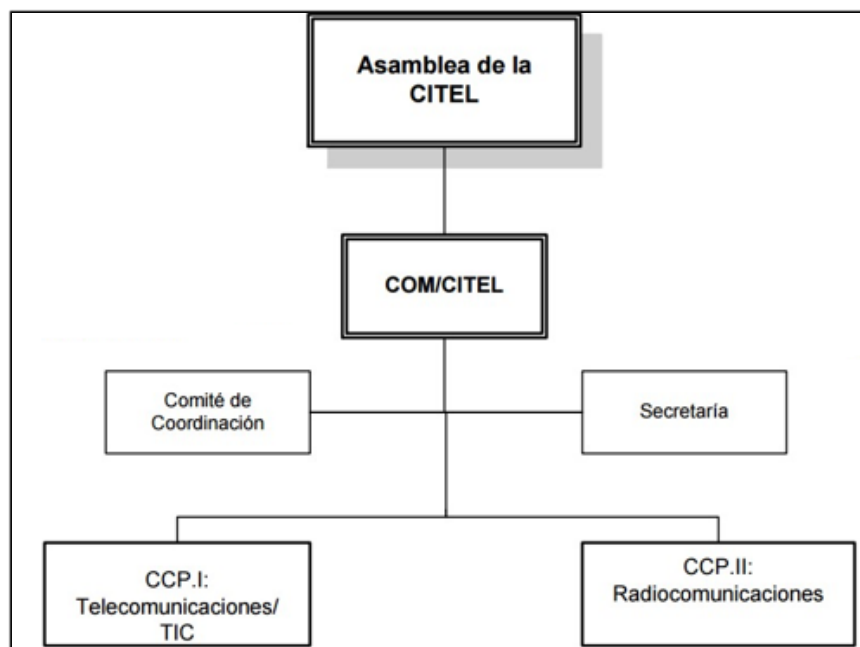 Asamblea de la
CITEL
COM/CITEL
Comité de
Coordinación
Secretaría
CCP.I:
Telecomunicaciones/
TIC
CCP.II:
Radiocomunicaciones